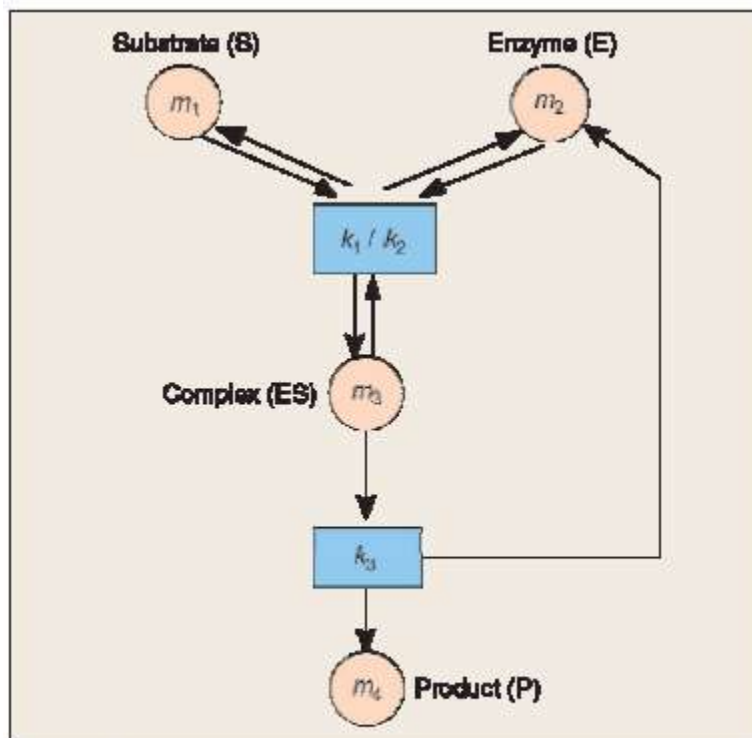 Substrate (S)
Enzyme (E)
m₁
m₂
k₁ / k₂
Complex (ES)
m₃
k₃
m₄
Product (P)